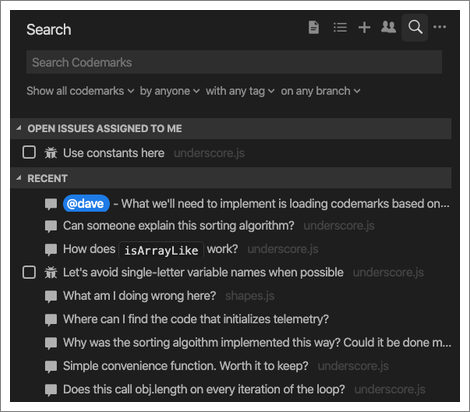 Search
Search Codemarks
Show all codemarks by anyone with any tag on any branch
OPEN ISSUES ASSIGNED TO ME
Use constants here underscore.js
RECENT
@dave - What we'll need to implement is loading codemarks based on...
Can someone explain this sorting algorithm? underscore.js
How does isArrayLike work? underscore.js
Let's avoid single-letter variable names when possible underscore.js
What am I doing wrong here? shapes.js
Where can I find the code that initializes telemetry?
Why was the sorting algoithm implemented this way? Could it be done m...
Simple convenience function. Worth it to keep? underscore.js
Does this call obj.length on every iteration of the loop? underscore.js